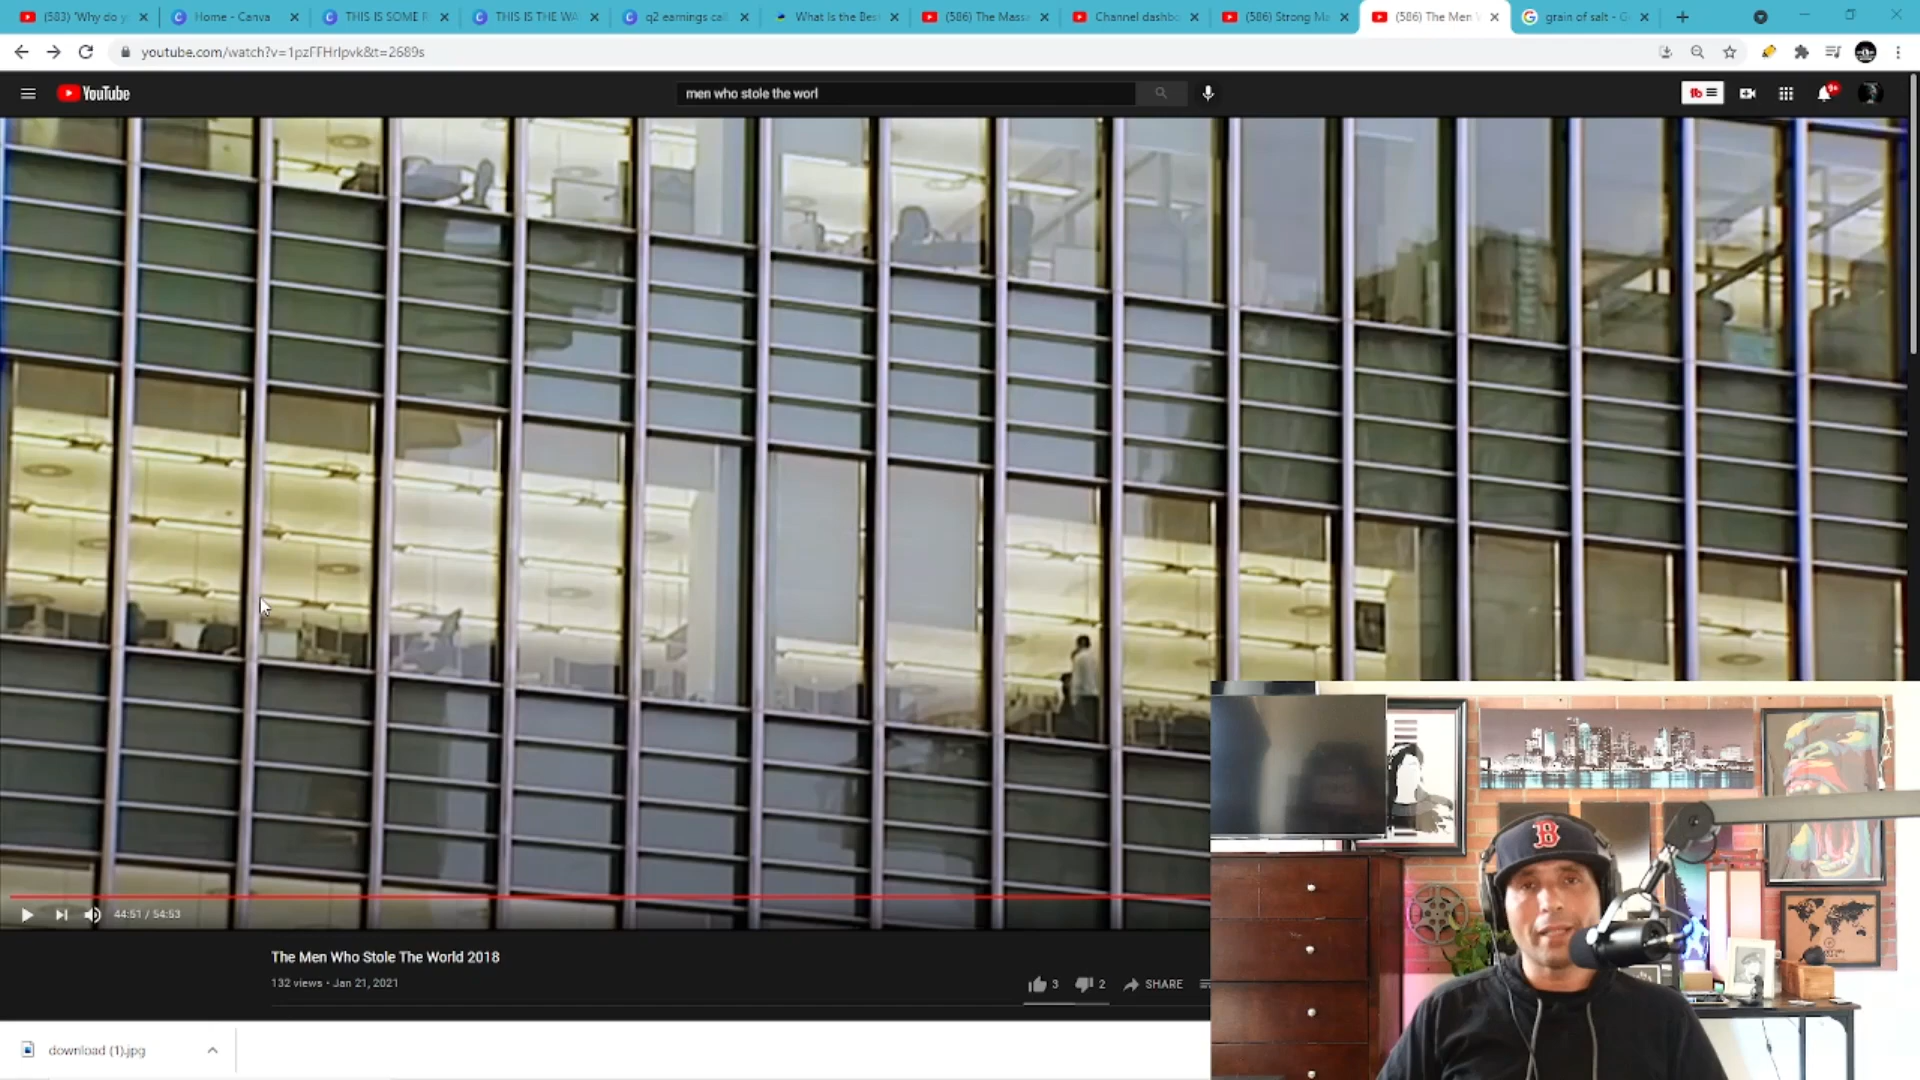 (583) "Why do y
Home - Canva
THIS IS SOME F
THIS IS THE WA
q2 earnings cal
What Is the Bes
(586) The Massa
Channel dashbo
(586) Strong Ma
(586) The Men W
grain of salt - G
youtube.com/watch?v=1pzFFHrIpvk&t=2689s
YouTube
men who stole the worl
9+
B
44:51 / 54:53
The Men Who Stole The World 2018
132 views • Jan 21, 2021
3
2
SHARE
download (1).jpg